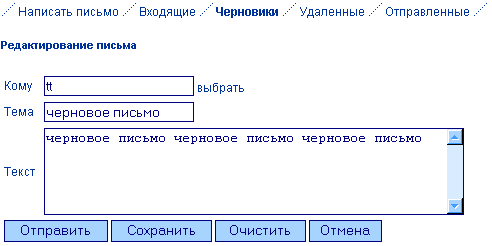 Написать письмо Входящие Черновики Удаленные Отправленные
Редактирование письма
Кому tt выбрать
Тема черновое письмо
Текст черновое письмо черновое письмо черновое письмо
Отправить Сохранить Очистить Отмена